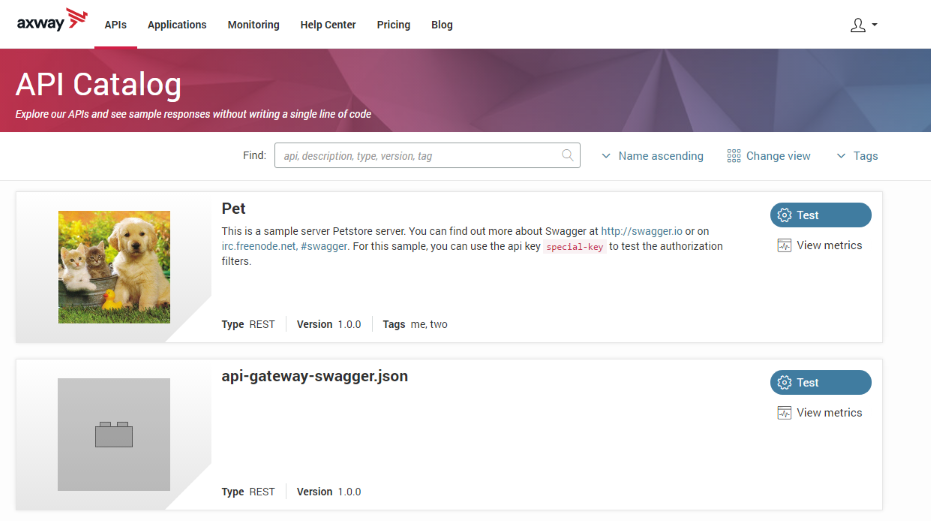 axway APIs Applications Monitoring Help Center Pricing Blog
API Catalog
Explore our APIs and see sample responses without writing a single line of code
Find: api, description, type, version, tag Name ascending Change view Tags
Pet Test
This is a sample server Petstore server. You can find out more about Swagger at http://swagger.io or on
View metrics
irc.freenode.net, #swagger. For this sample, you can use the api key special-key to test the authorization
filters.
Type REST Version 1.0.0 Tags me, two
api-gateway-swagger.json Test
View metrics
Type REST Version 1.0.0